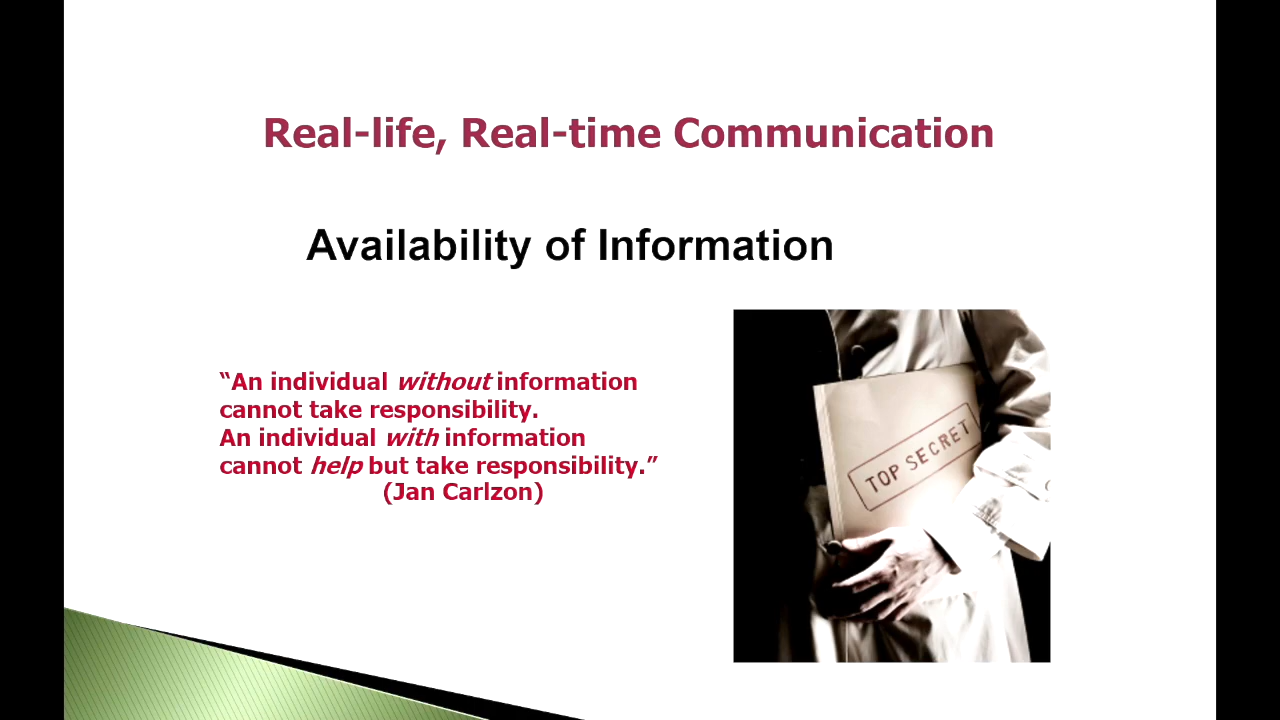 Real-life, Real-time Communication
Availability of Information
“An individual without information
cannot take responsibility.
An individual with information
cannot help but take responsibility.”
(Jan Carlzon)
TOP SECRET